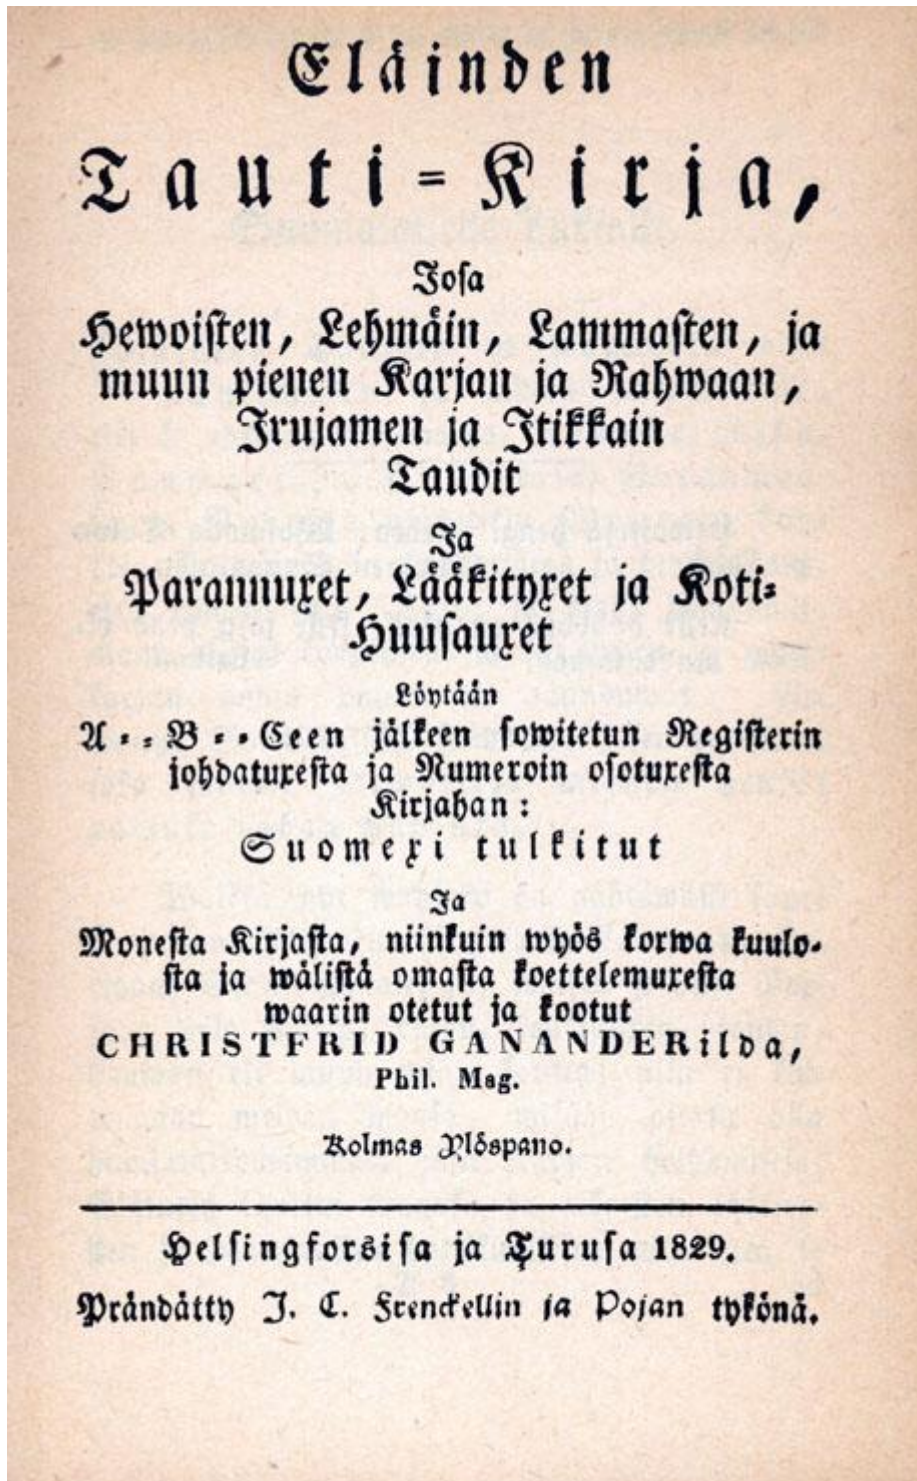 Eläinden
Tauti-Kirja,
Josa
Hewoisten, Lehmäin, Lammasten, ja
muun pienen Karjan ja Rahwaan,
Irujamen ja Itikkain
Taudit
Ja
Parannuxet, Lääkityxet ja Koti-
Huusauxet
Löytään
A--B--Ceen jälkeen sowitetun Registerin
johdatuxesta ja Numeroin osotuxesta
Kirjahan:
Suomexi tulkitut
Ja
Monesta Kirjasta, niinkuin myös korwa kuulo-
sta ja wälistä omasta koettelemuxesta
waarin otetut ja kootut
CHRISTFRID GANANDERilda,
Phil. Mag.
Kolmas Ylöspano.
Helsingforsisa ja Turusa 1829.
Prändätty J. C. Frenckellin ja Pojan tykönä.